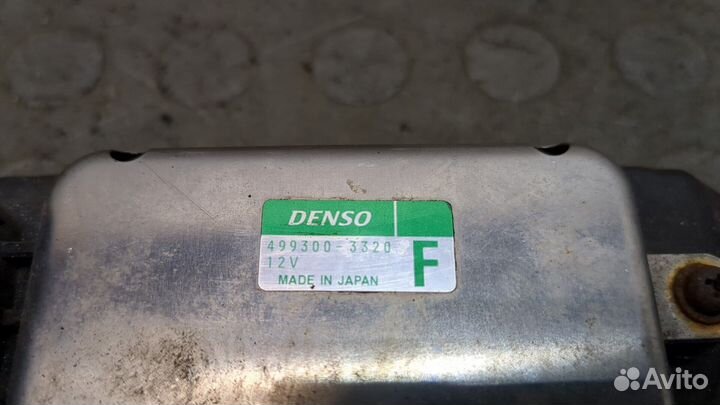 DENSO
499300-3320
12V
F
MADE IN JAPAN
Avito